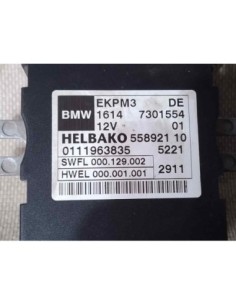 BMW EKPM3 DE
1614 7301554
12V 01
HELBAKO 558921 10
0111963835 5221
SWFL 000.129.002
HWEL 000.001.001 2911